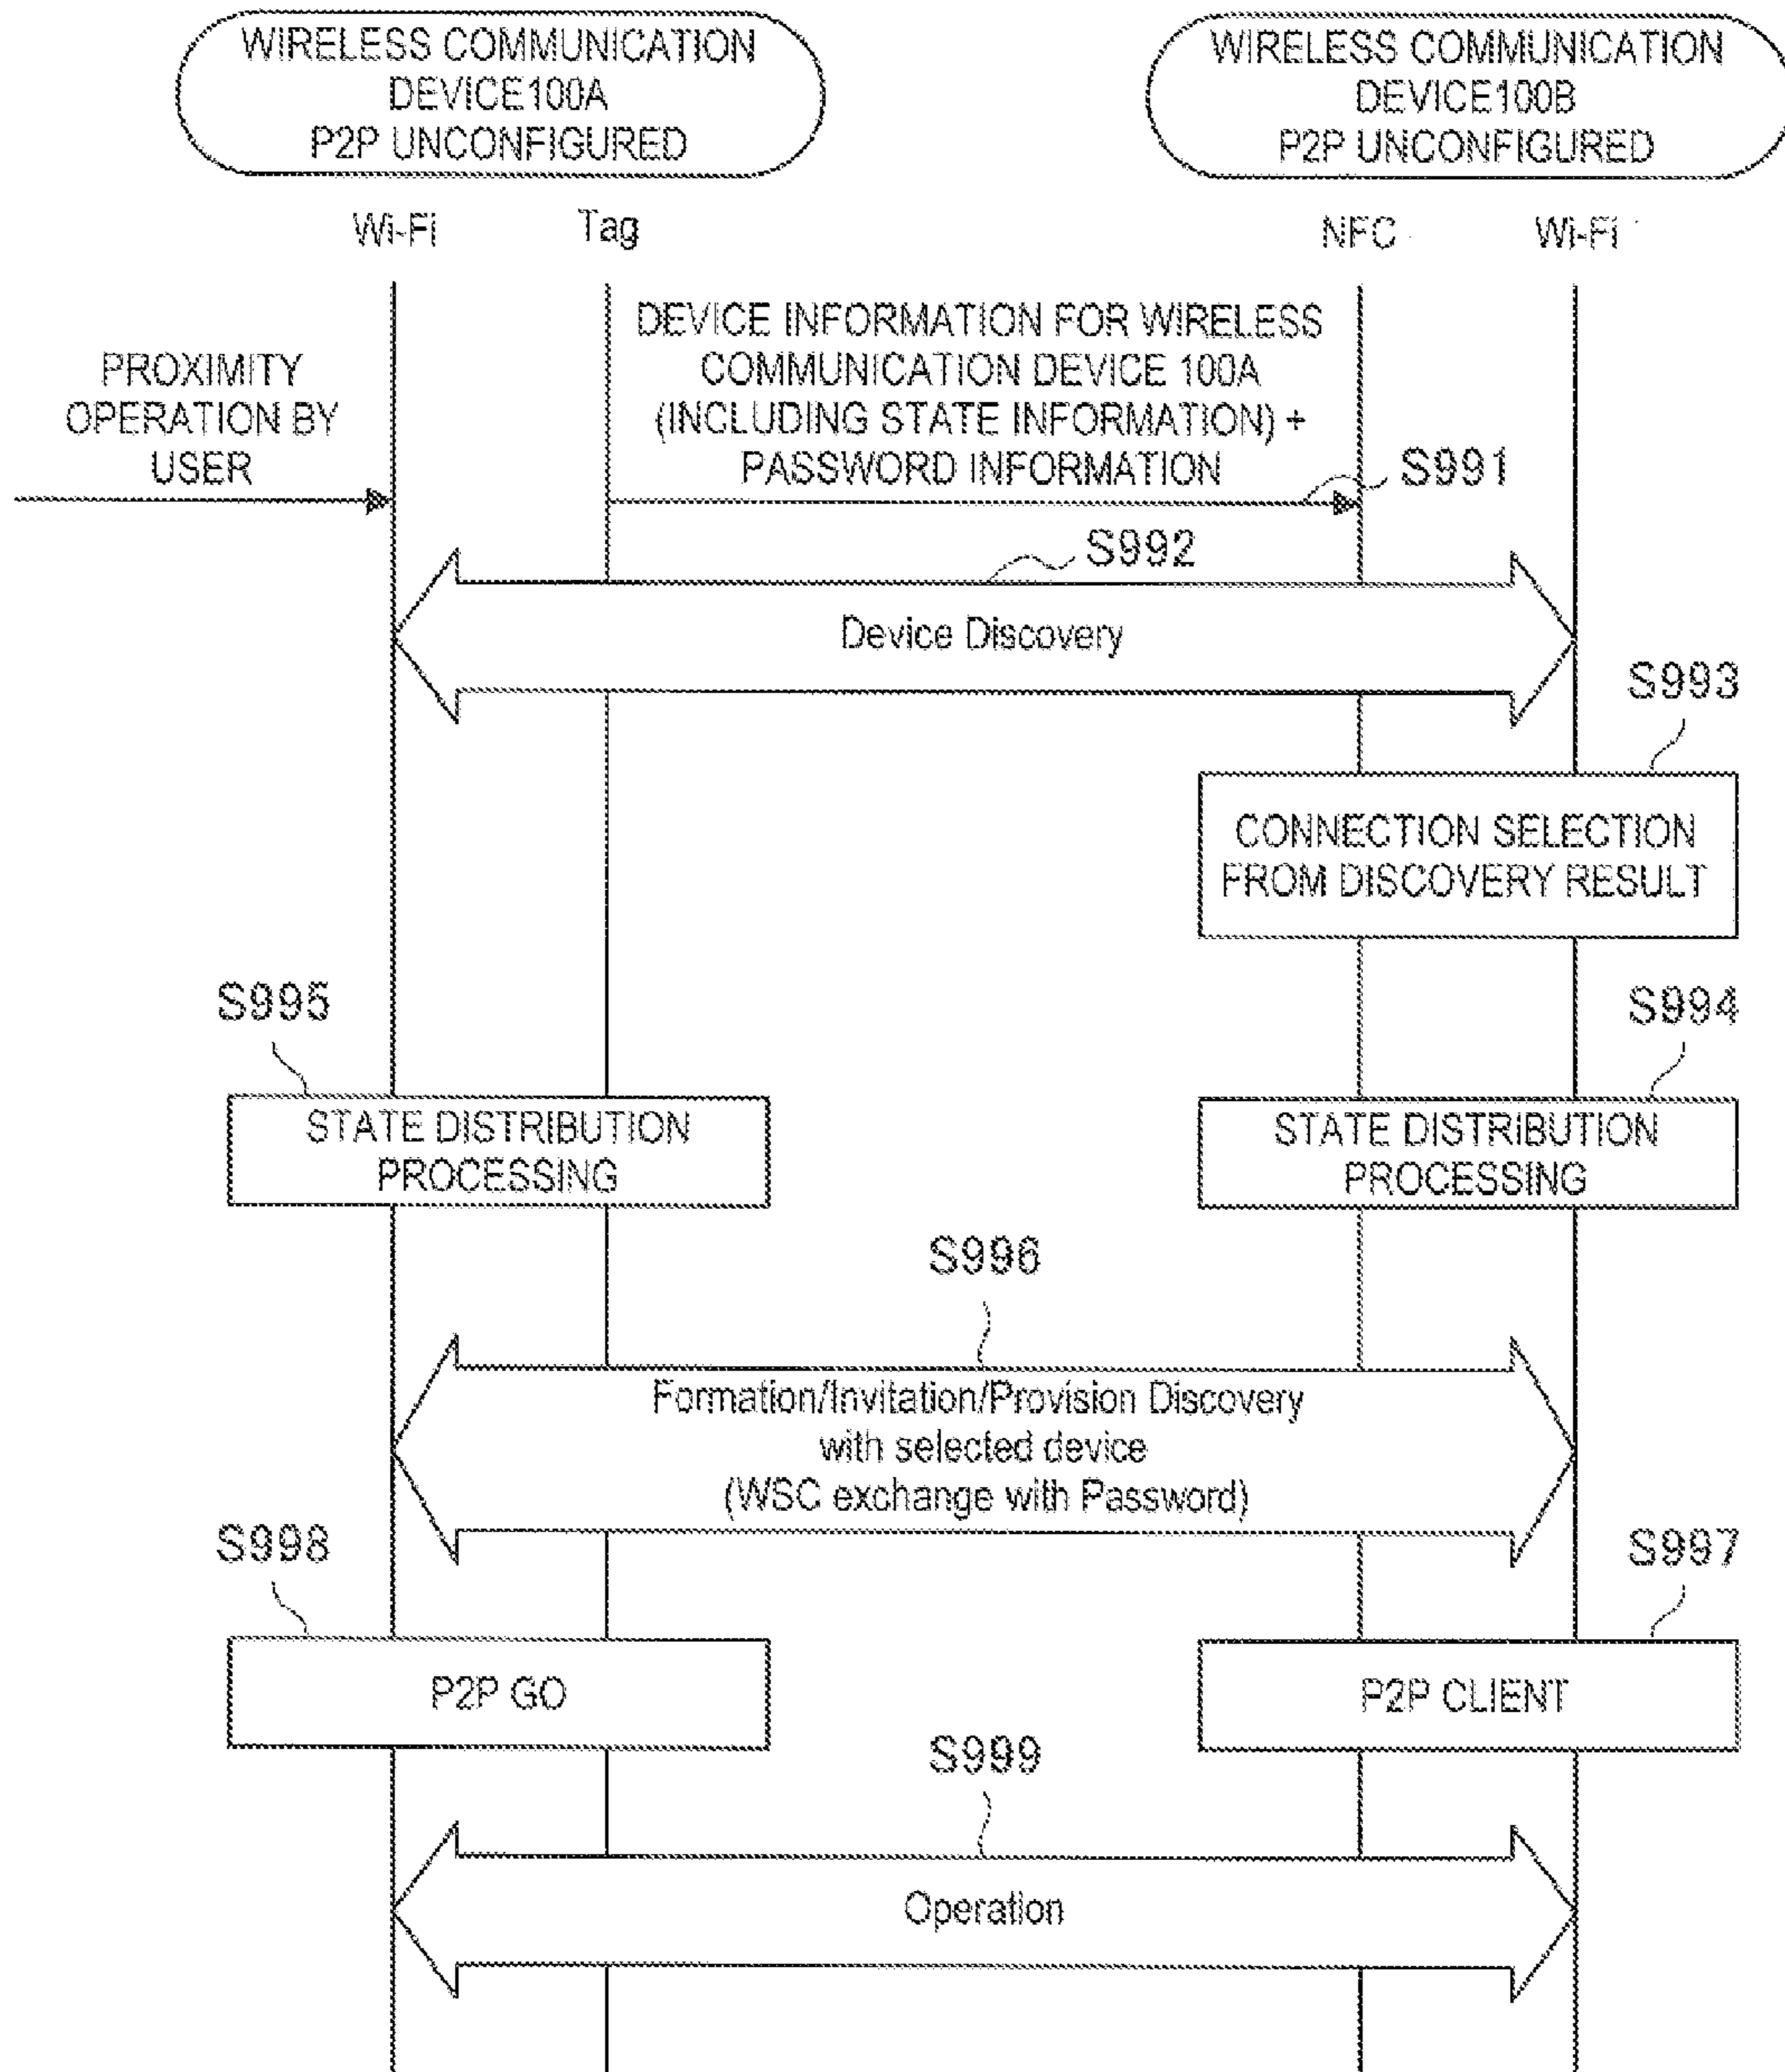 WIRELESS COMMUNICATION
DEVICE100A
P2P UNCONFIGURED
WIRELESS COMMUNICATION
DEVICE100B
P2P UNCONFIGURED
Wi-Fi
Tag
NFC
Wi-Fi
PROXIMITY
OPERATION BY
USER
DEVICE INFORMATION FOR WIRELESS
COMMUNICATION DEVICE 100A
(INCLUDING STATE INFORMATION) +
PASSWORD INFORMATION
S991
S992
Device Discovery
S993
CONNECTION SELECTION
FROM DISCOVERY RESULT
S995
S994
STATE DISTRIBUTION
PROCESSING
STATE DISTRIBUTION
PROCESSING
S996
Formation/Invitation/Provision Discovery
with selected device
(WSC exchange with Password)
S998
S997
P2P GO
P2P CLIENT
S999
Operation